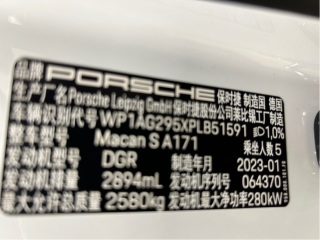 品牌 PORSCHE 保时捷 制造国 德国
生产厂名 Porsche Leipzig GmbH 保时捷股份公司莱比锡工厂制造
车辆识别代号 WP1AG295XPLB51591 1,0%
整车型号 Macan S A171 乘坐人数 5
发动机型号 DGR 制造年月 2023-01
发动机排量 2894mL 发动机序列号 064370
最大允许总质量 2580kg 发动机最大净功率 280kW